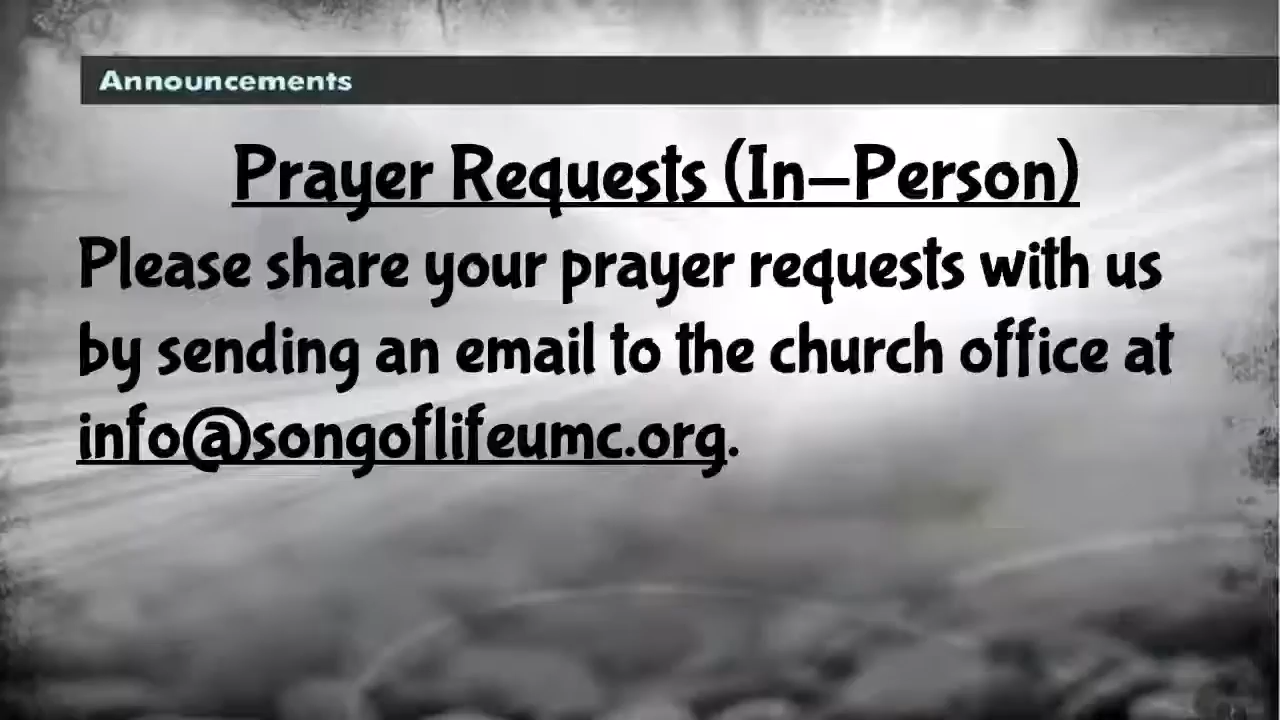 Announcements
Prayer Requests (In-Person)
Please share your prayer requests with us
by sending an email to the church office at
info@songoflifeumc.org.